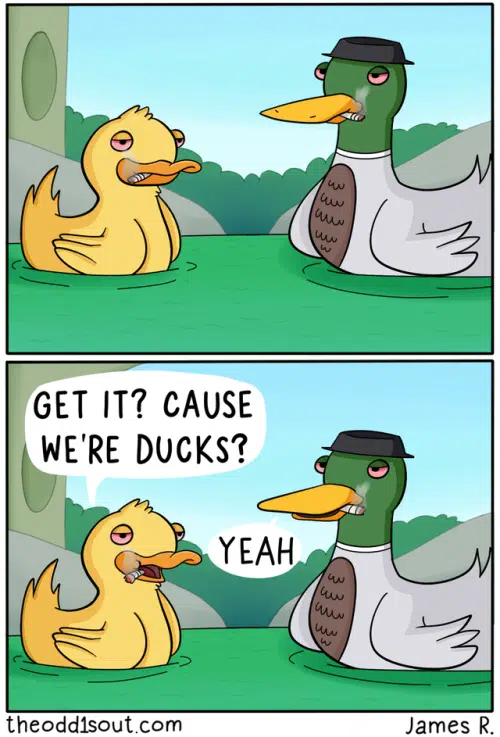 GET IT? CAUSE
WE'RE DUCKS?
YEAH
theodd1sout.com
James R.